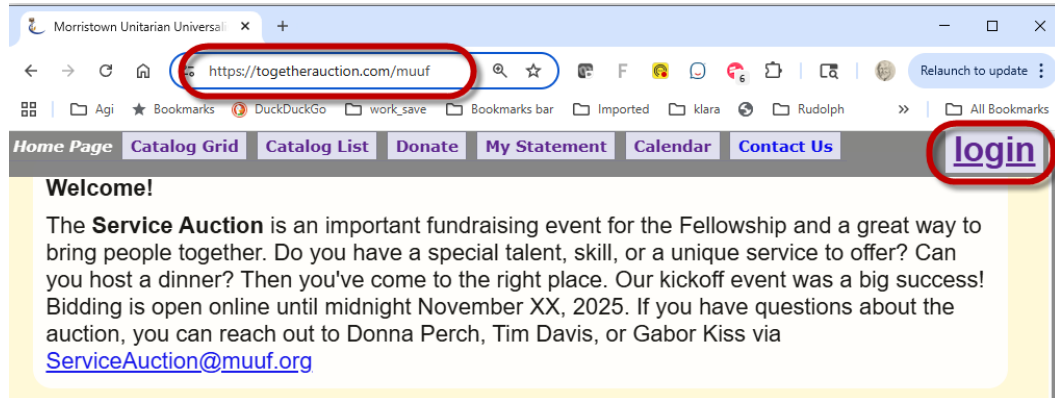 Morristown Unitarian Universali
https://togetherauction.com/muuf
F
6
Relaunch to update
Agi Bookmarks DuckDuckGo work_save Bookmarks bar Imported klara Rudolph » All Bookmarks
Home Page Catalog Grid Catalog List Donate My Statement Calendar Contact Us login
Welcome!
The Service Auction is an important fundraising event for the Fellowship and a great way to
bring people together. Do you have a special talent, skill, or a unique service to offer? Can
you host a dinner? Then you've come to the right place. Our kickoff event was a big success!
Bidding is open online until midnight November XX, 2025. If you have questions about the
auction, you can reach out to Donna Perch, Tim Davis, or Gabor Kiss via
ServiceAuction@muuf.org